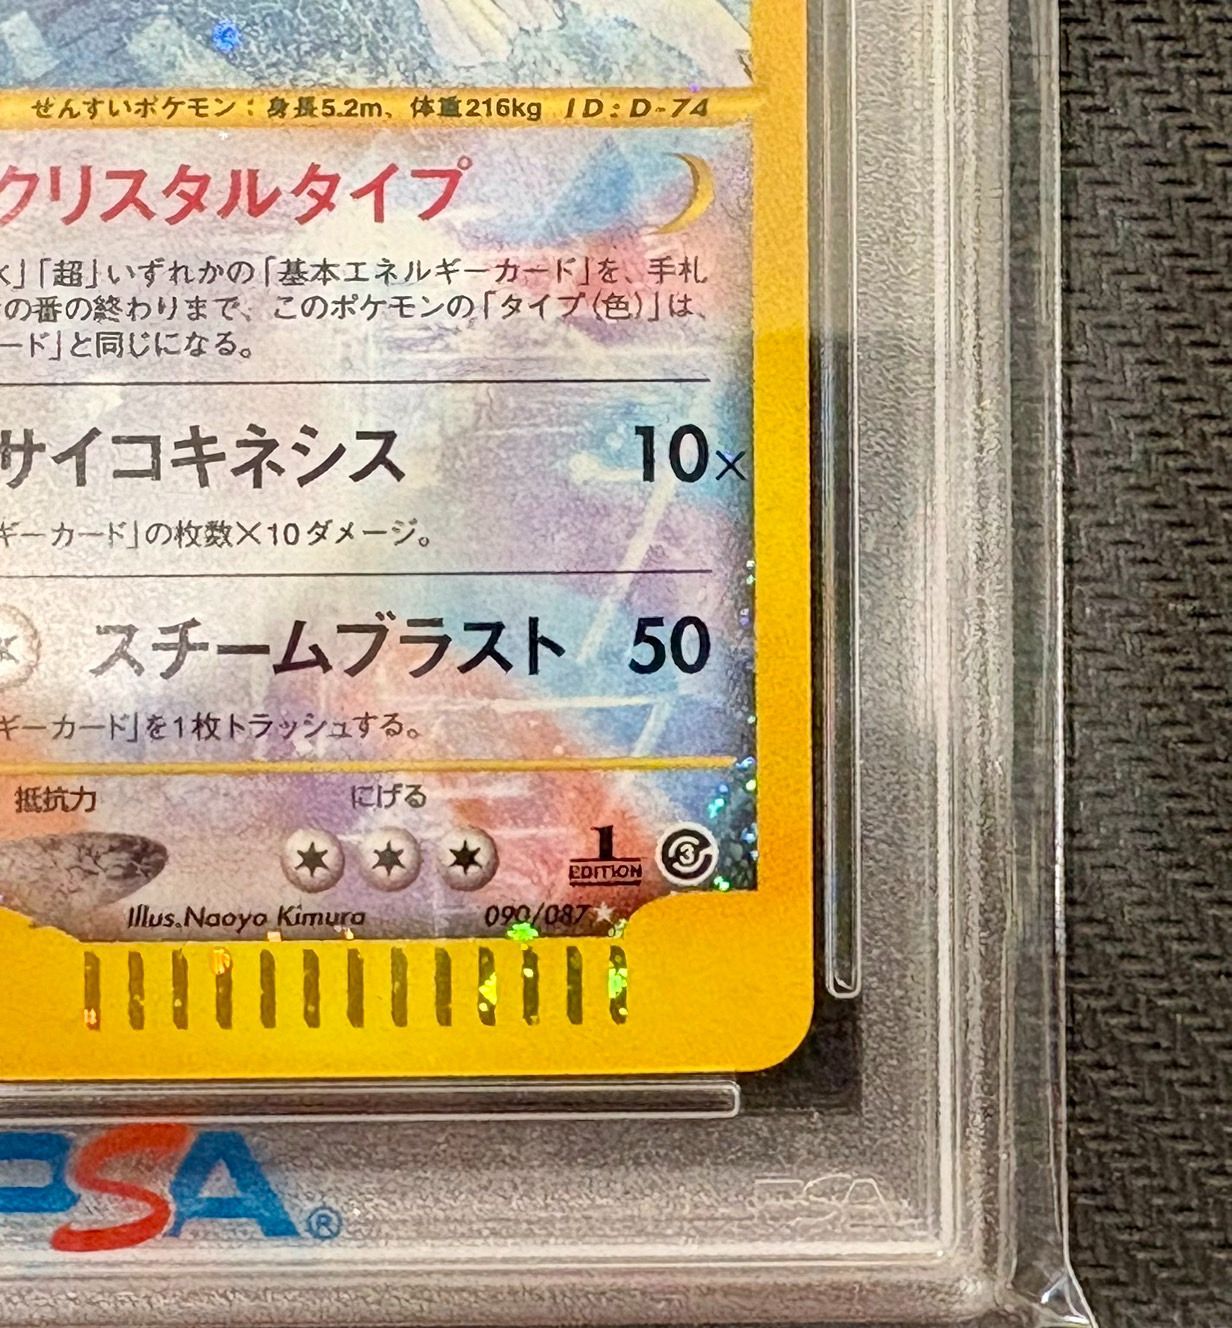 せんすいポケモン：身長5.2m、体重216kg ID:D-74
クリスタルタイプ
」「超」いずれかの「基本エネルギーカード」を、手札
の番の終わりまで、このポケモンの「タイプ（色）」は、
ード」と同じになる。
サイコキネシス 10×
ギーカード」の枚数×10ダメージ。
スチームブラスト 50
ギーカード」を1枚トラッシュする。
抵抗力 にげる
1 EDITION 3
Illus.Naoyo Kimura 090/087★
PSA®
PSA